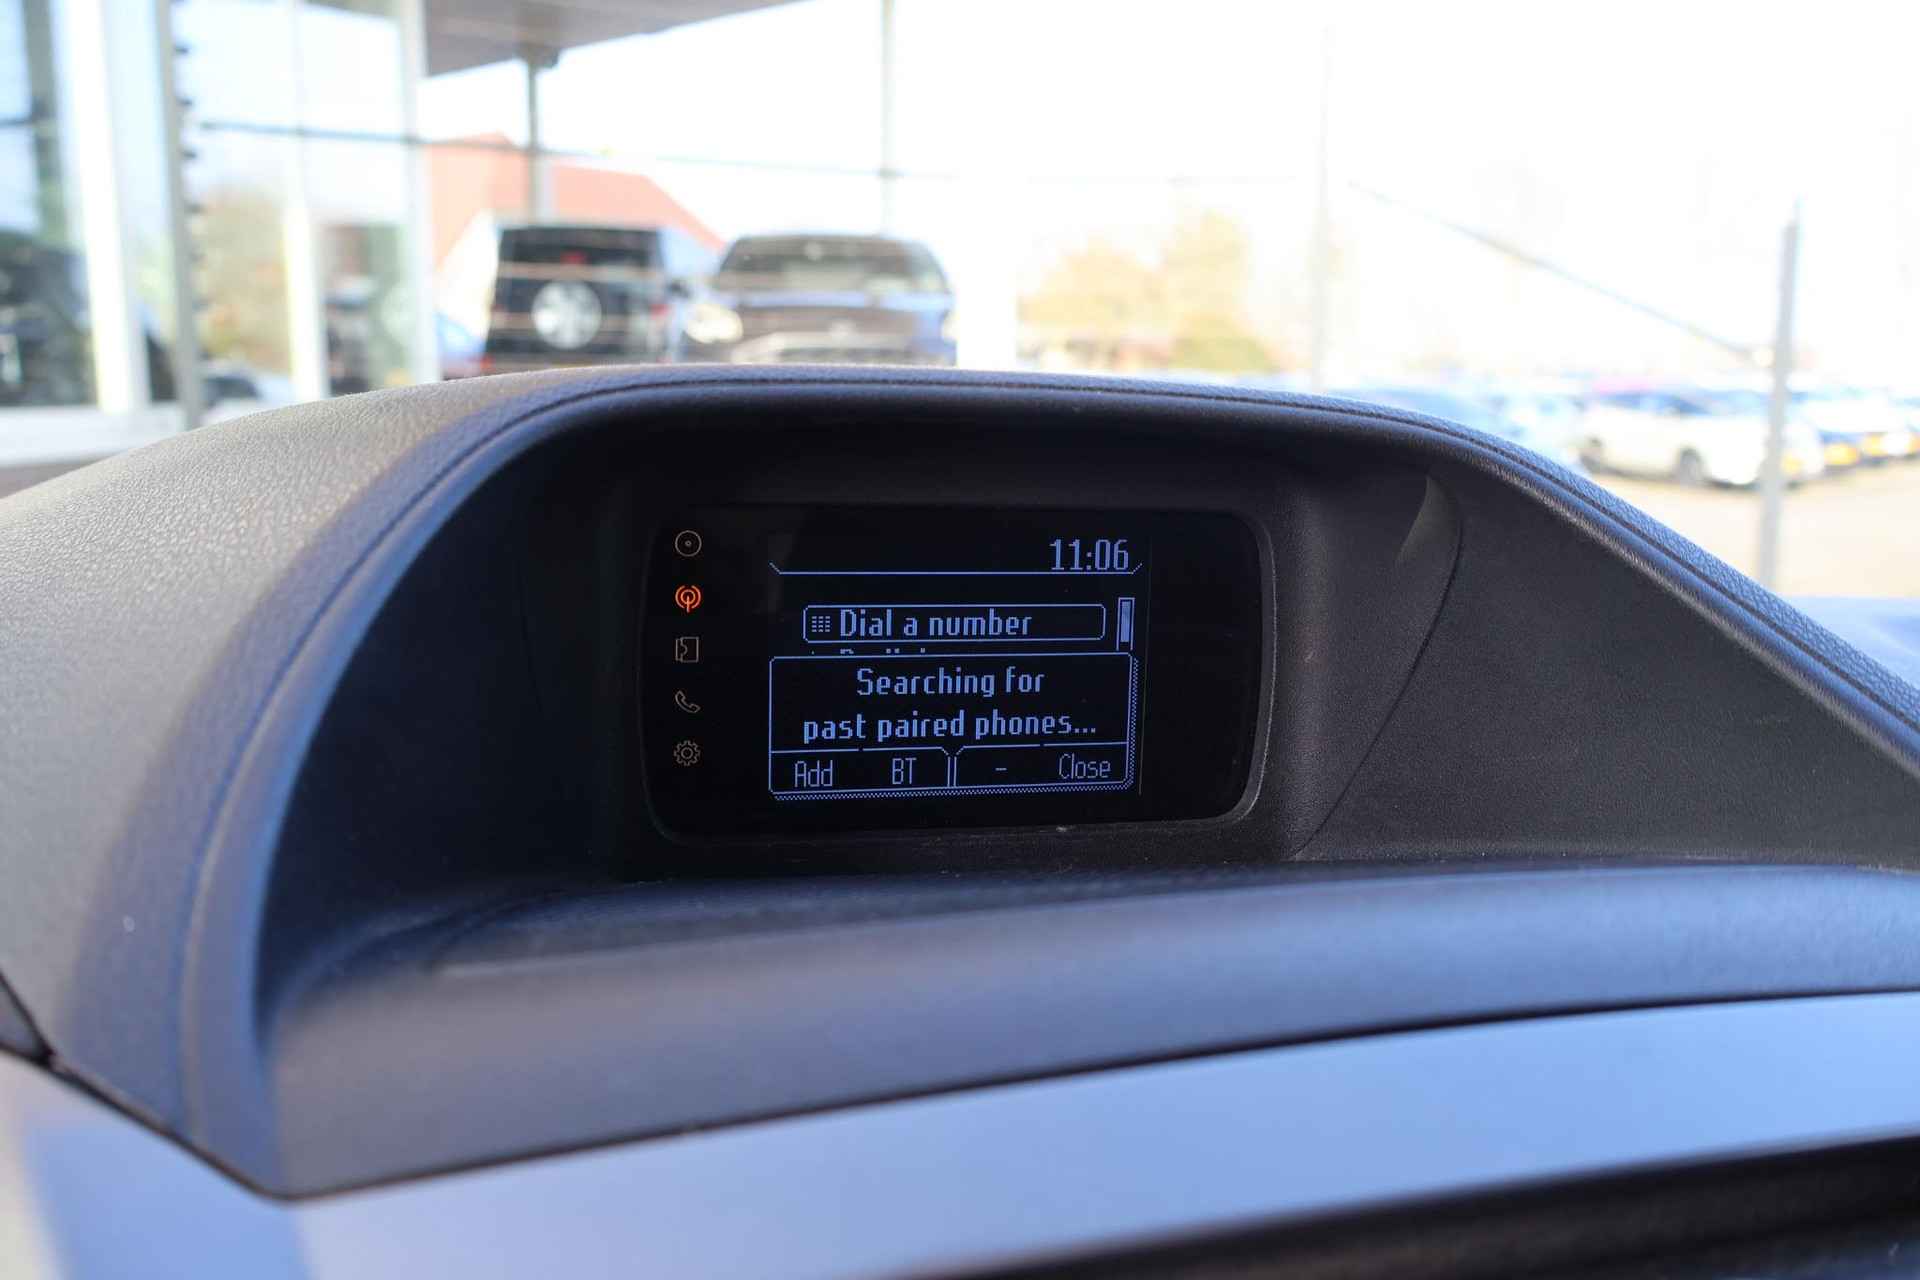 11:06
Dial a number
Searching for
past paired phones...
Add BT - Close